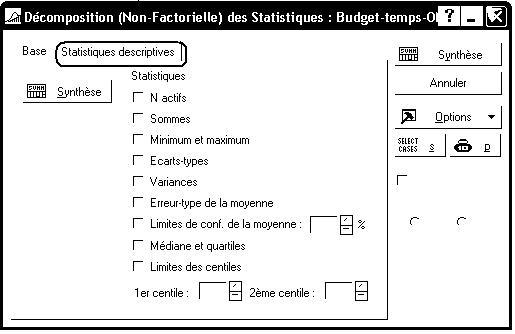 Décomposition (Non-Factorielle) des Statistiques : Budget-temps-
Base
Statistiques descriptives
Synthèse
Synthèse
Statistiques
Annuler
N actifs
Sommes
Options
Minimum et maximum
SELECT CASES S
D
Ecarts-types
Variances
Erreur-type de la moyenne
Limites de conf. de la moyenne : %
Médiane et quartiles
Limites des centiles
1er centile : 2ème centile :